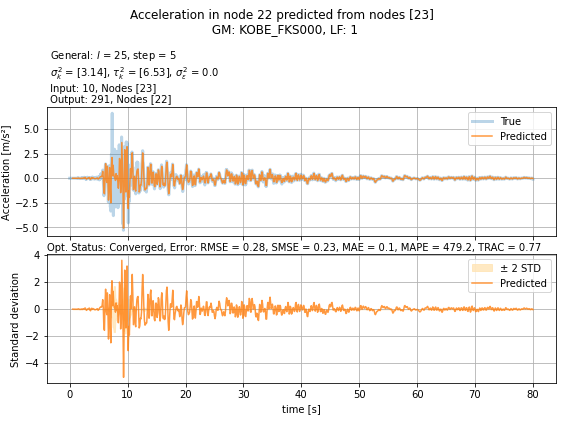 Acceleration in node 22 predicted from nodes [23]
GM: KOBE_FKS000, LF: 1
General: l = 25, step = 5
σ²ₖ = [3.14], τ²ₖ = [6.53], σ²ε = 0.0
Input: 10, Nodes [23]
Output: 291, Nodes [22]
Acceleration [m/s²]
5.0
2.5
0.0
−2.5
−5.0
True
Predicted
Opt. Status: Converged, Error: RMSE = 0.28, SMSE = 0.23, MAE = 0.1, MAPE = 479.2, TRAC = 0.77
Standard deviation
4
2
0
−2
−4
± 2 STD
Predicted
0 10 20 30 40 50 60 70 80
time [s]